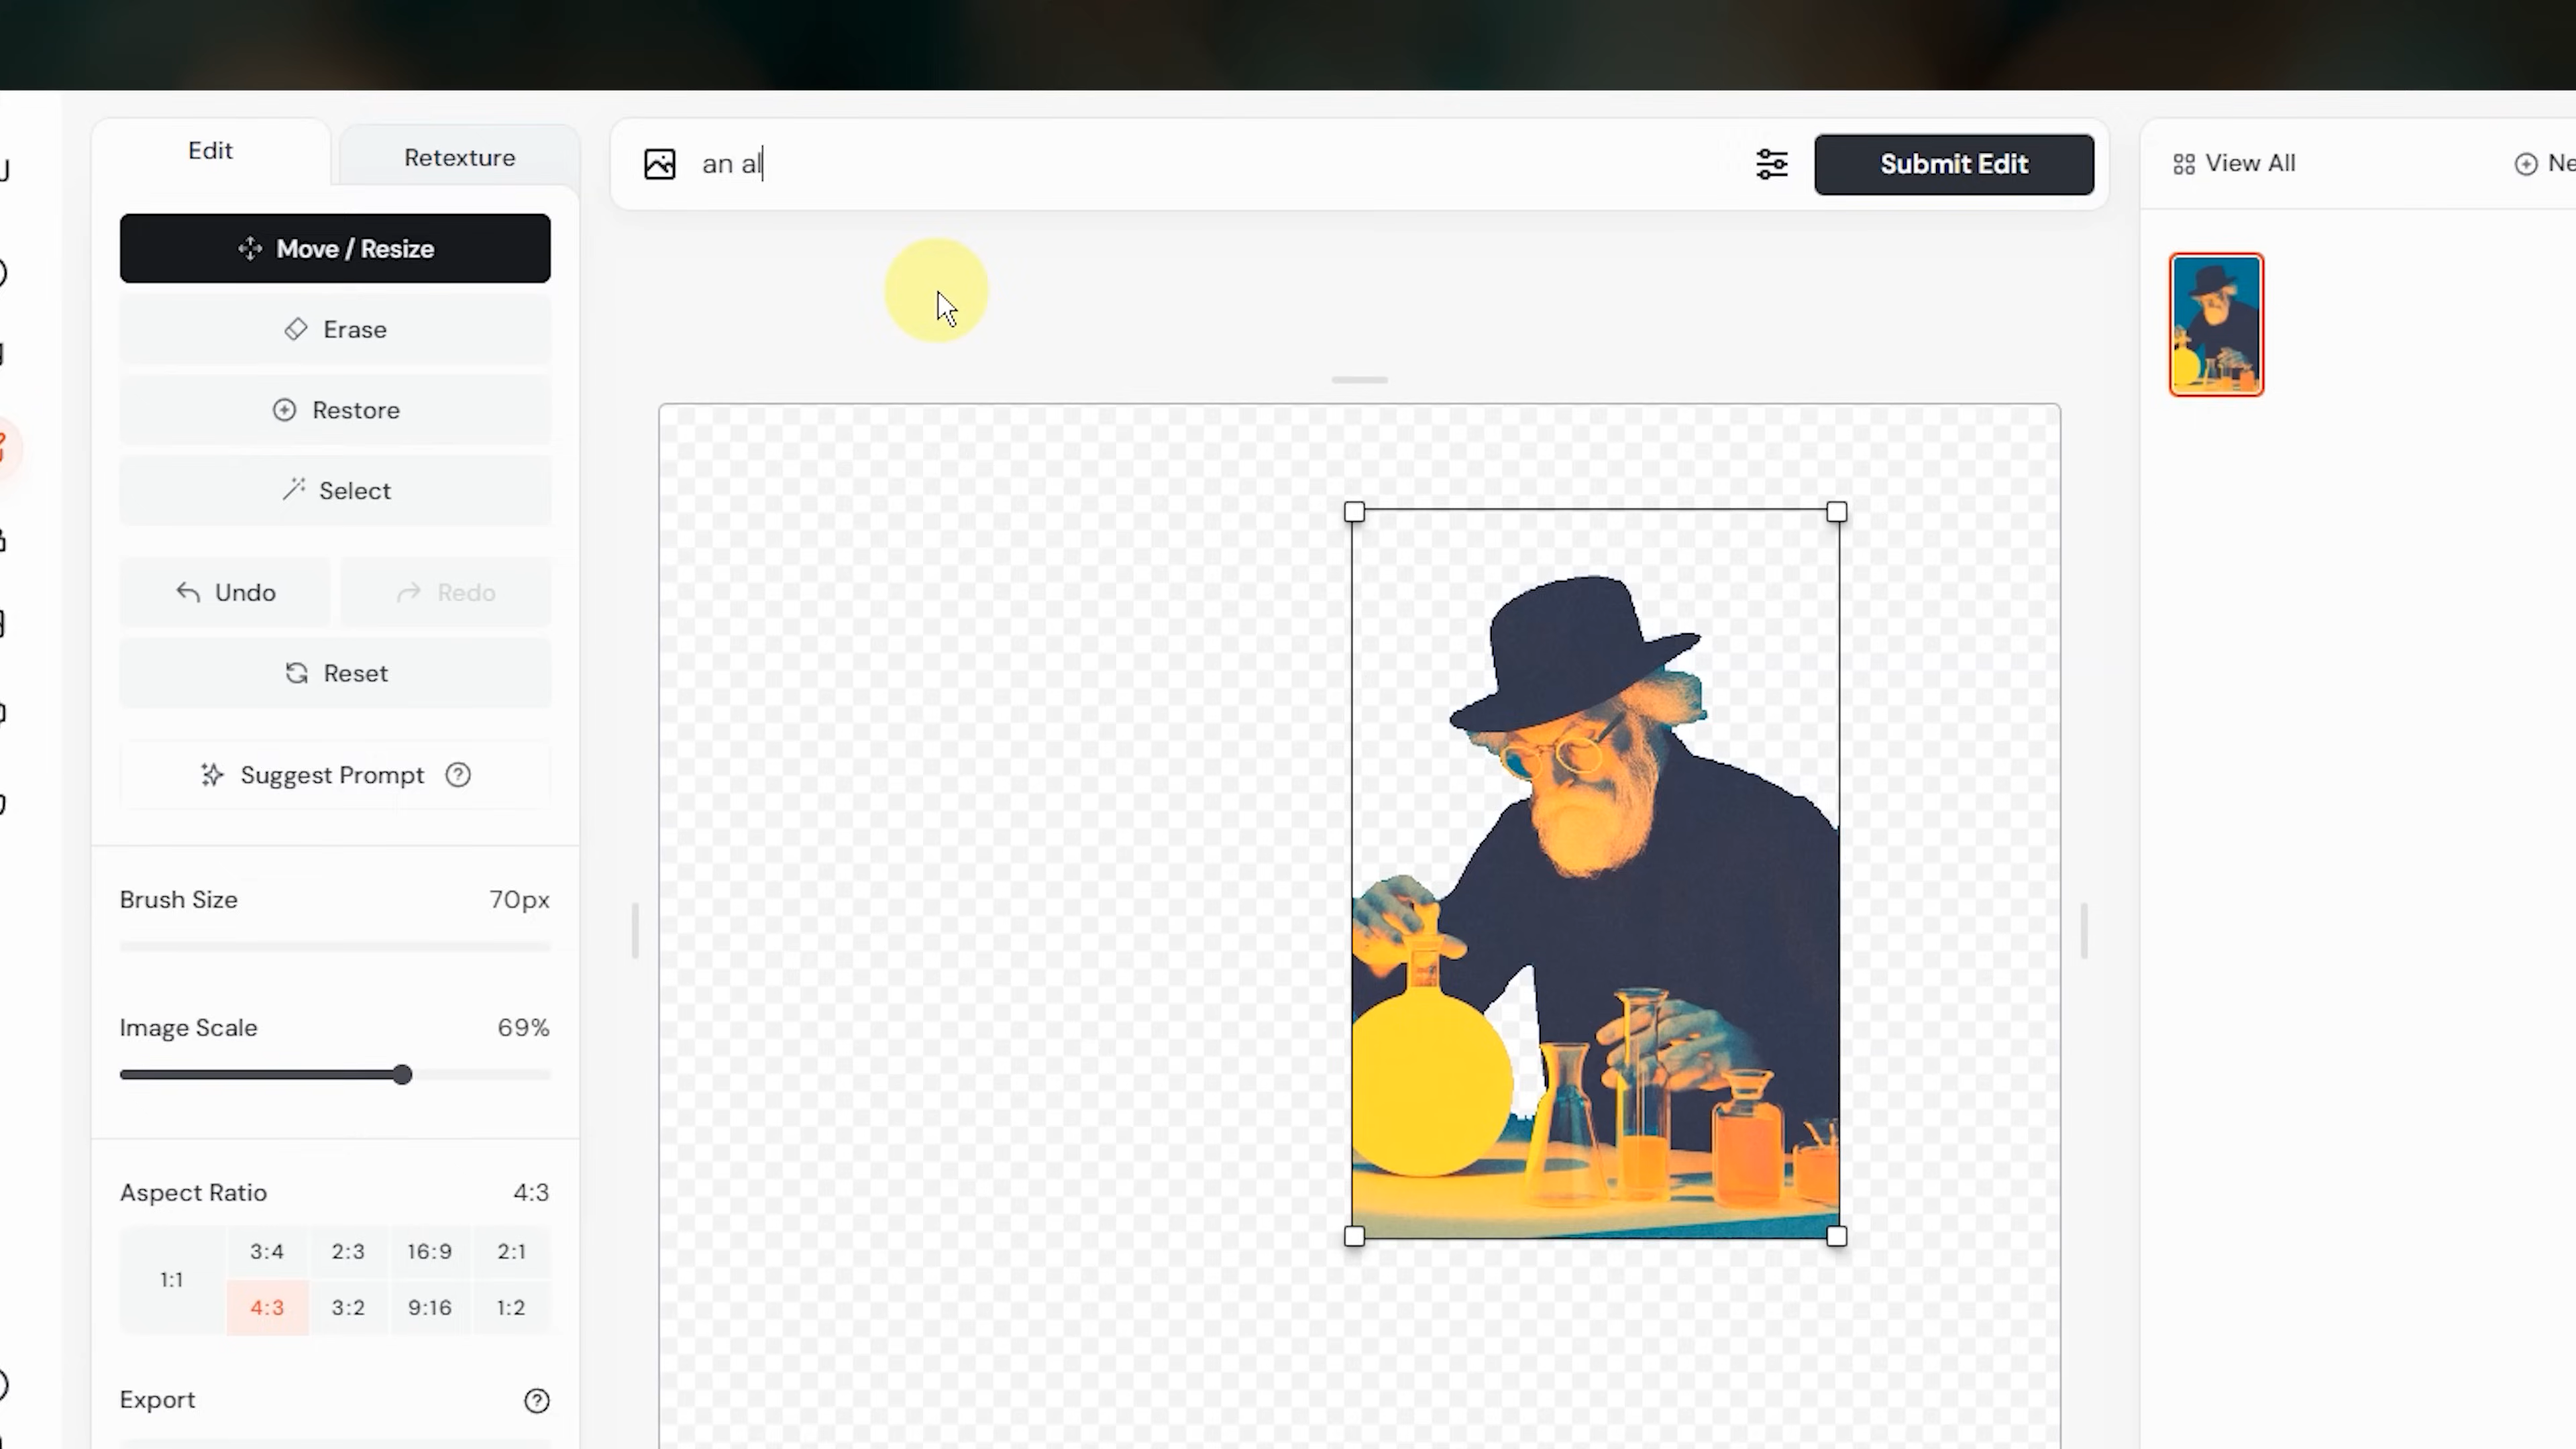 Edit
Retexture
an al
Submit Edit
View All
Move / Resize
Erase
Restore
Select
Undo
Redo
Reset
Suggest Prompt
Brush Size
70px
Image Scale
69%
Aspect Ratio
4:3
1:1
3:4
2:3
16:9
2:1
4:3
3:2
9:16
1:2
Export